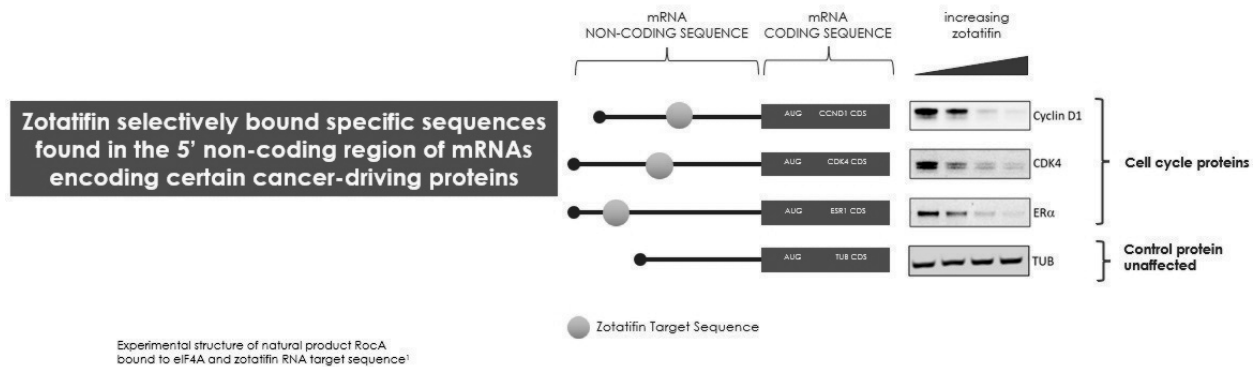 mRNA
NON-CODING SEQUENCE
mRNA
CODING SEQUENCE
increasing
zotatifin
Zotatifin selectively bound specific sequences
found in the 5' non-coding region of mRNAs
encoding certain cancer-driving proteins
AUG CCND1 CDS
Cyclin D1
AUG CDK4 CDS
CDK4
Cell cycle proteins
AUG ESR1 CDS
ERα
AUG TUB CDS
TUB
Control protein
unaffected
Zotatifin Target Sequence
Experimental structure of natural product RocA
bound to eIF4A and zotatifin RNA target sequence¹